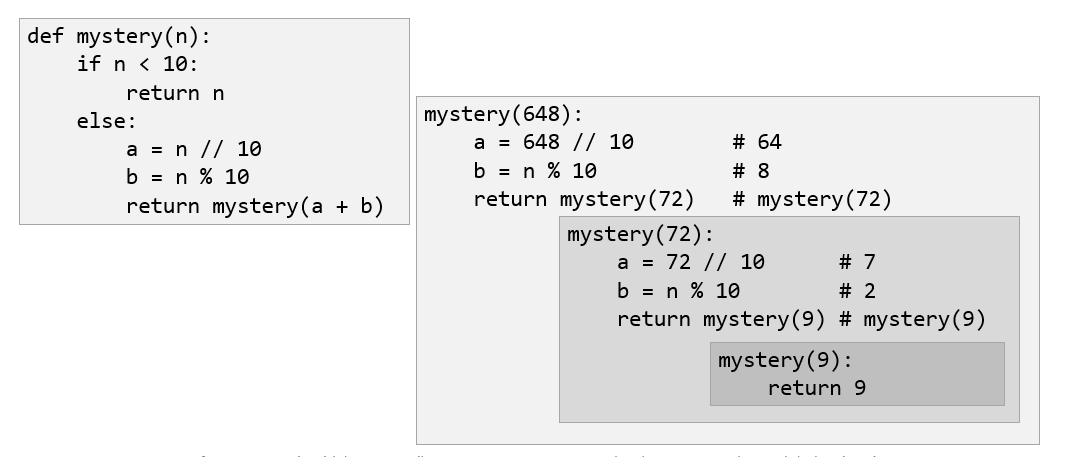 def mystery(n):
    if n < 10:
        return n
    else:
        a = n // 10
        b = n % 10
        return mystery(a + b)
mystery(648):
    a = 648 // 10        # 64
    b = n % 10           # 8
    return mystery(72)   # mystery(72)
mystery(72):
    a = 72 // 10      # 7
    b = n % 10        # 2
    return mystery(9) # mystery(9)
mystery(9):
    return 9